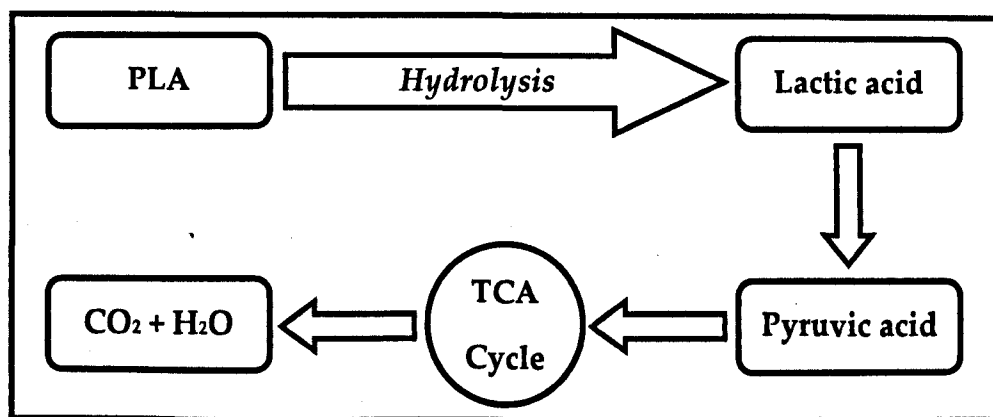 PLA
Hydrolysis
Lactic acid
Pyruvic acid
TCA
Cycle
CO₂ + H₂O